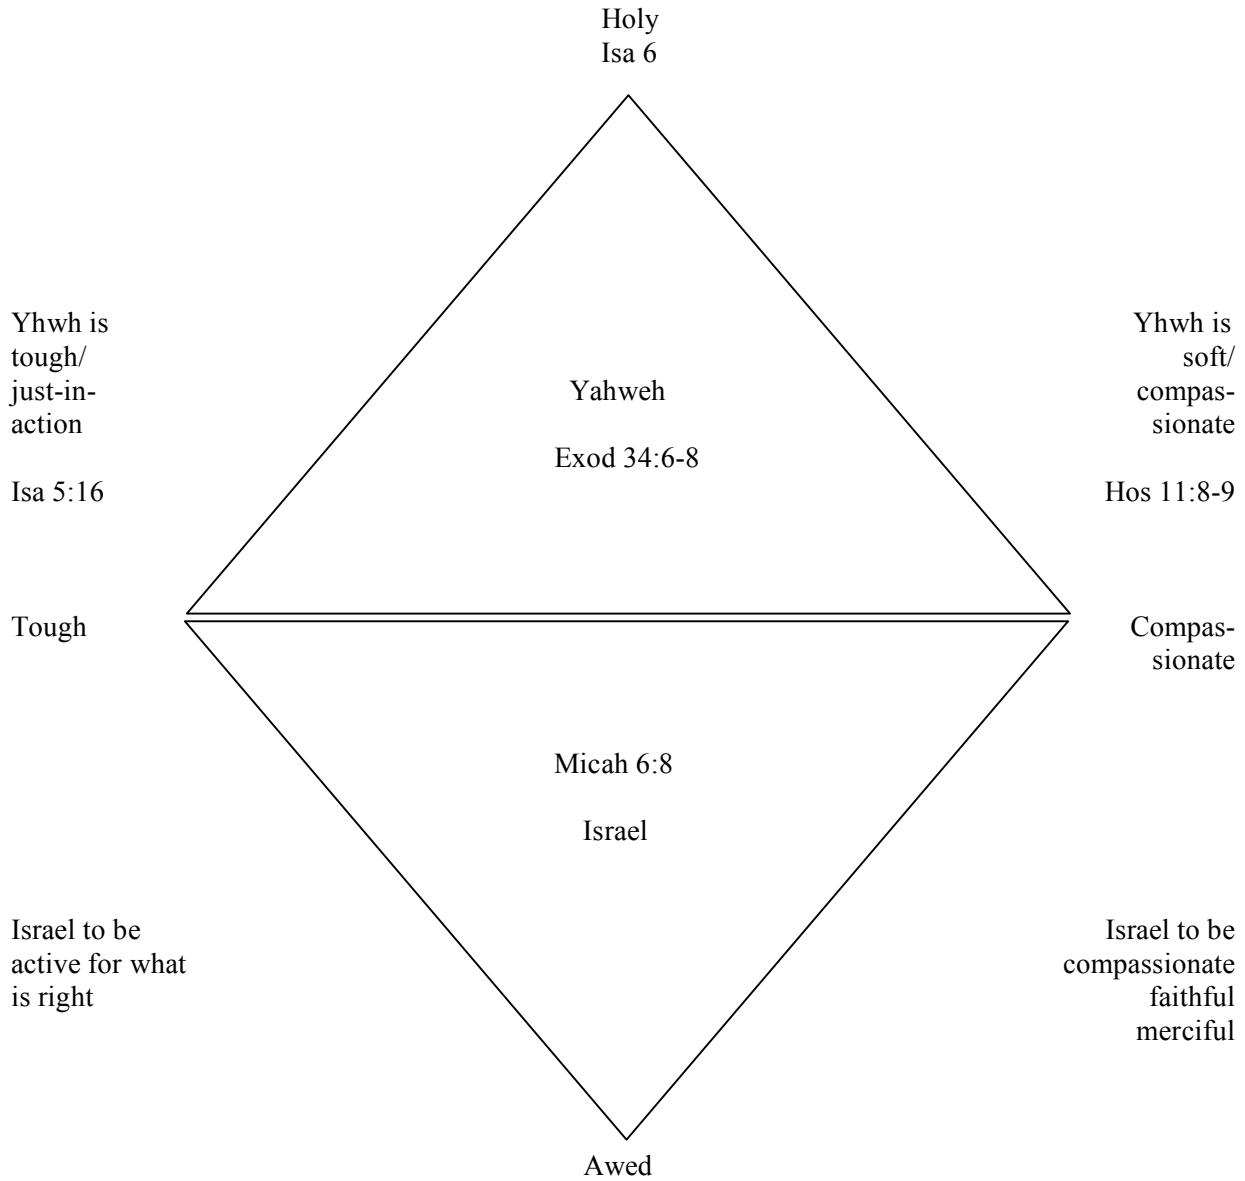 Holy
Isa 6
Yhwh is
tough/
just-in-
action
Isa 5:16
Yahweh
Exod 34:6-8
Yhwh is
soft/
compas-
sionate
Hos 11:8-9
Tough
Compas-
sionate
Micah 6:8
Israel
Israel to be
active for what
is right
Israel to be
compassionate
faithful
merciful
Awed